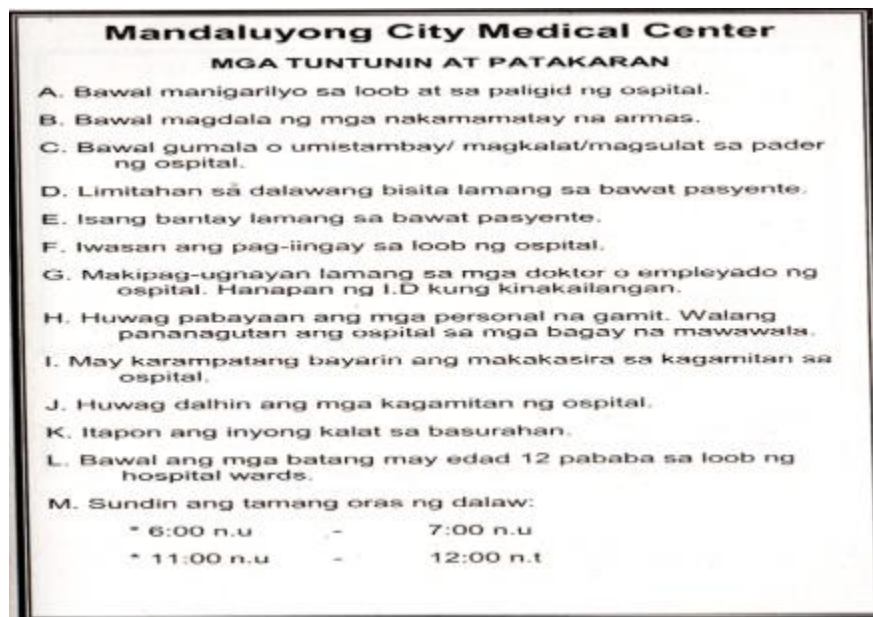 Mandaluyong City Medical Center
MGA TUNTUNIN AT PATAKARAN
A. Bawal manigarilyo sa loob at sa paligid ng ospital.
B. Bawal magdala ng mga nakamamatay na armas.
C. Bawal gumala o umistambay/ magkalat/magsulat sa pader
ng ospital.
D. Limitahan sa dalawang bisita lamang sa bawat pasyente.
E. Isang bantay lamang sa bawat pasyente.
F. Iwasan ang pag-iingay sa loob ng ospital.
G. Makipag-ugnayan lamang sa mga doktor o empleyado ng
ospital. Hanapan ng I.D kung kinakailangan.
H. Huwag pabayaan ang mga personal na gamit. Walang
pananagutan ang ospital sa mga bagay na mawawala.
I. May karampatang bayarin ang makakasira sa kagamitan sa
ospital.
J. Huwag dalhin ang mga kagamitan ng ospital.
K. Itapon ang inyong kalat sa basurahan.
L. Bawal ang mga batang may edad 12 pababa sa loob ng
hospital wards.
M. Sundin ang tamang oras ng dalaw:
* 6:00 n.u - 7:00 n.u
* 11:00 n.u - 12:00 n.t